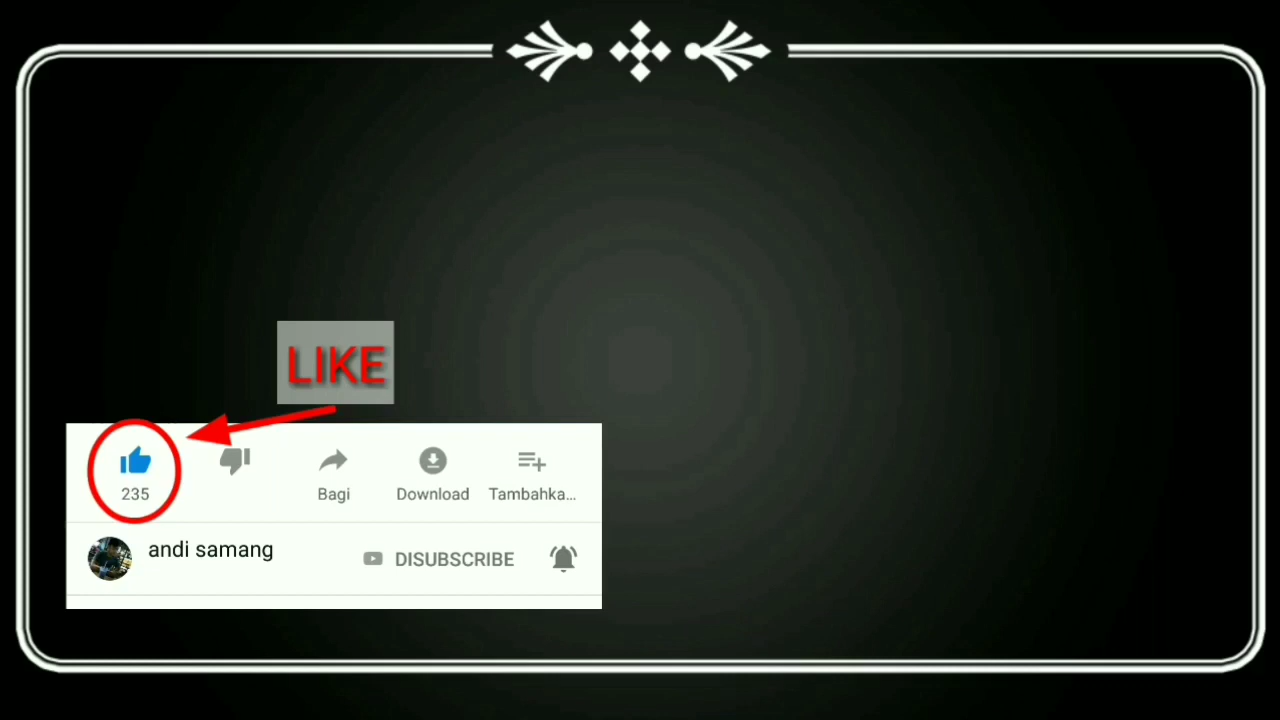 LIKE
235
Bagi
Download
Tambahka...
andi samang
DISUBSCRIBE